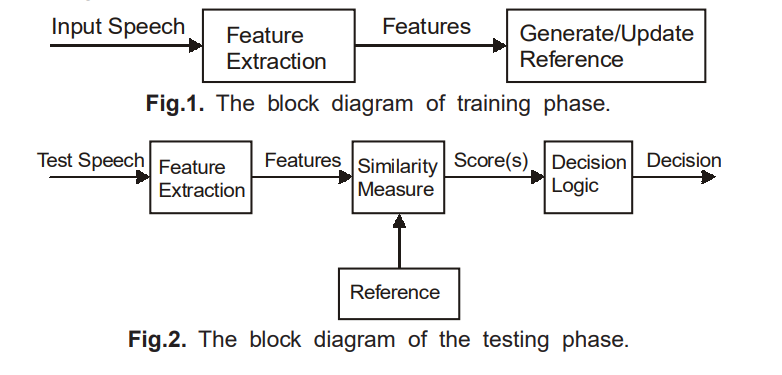 Input Speech
Feature
Extraction
Features
Generate/Update
Reference
Fig.1. The block diagram of training phase.
Test Speech
Feature
Extraction
Features
Similarity
Measure
Score(s)
Decision
Logic
Decision
Reference
Fig.2. The block diagram of the testing phase.